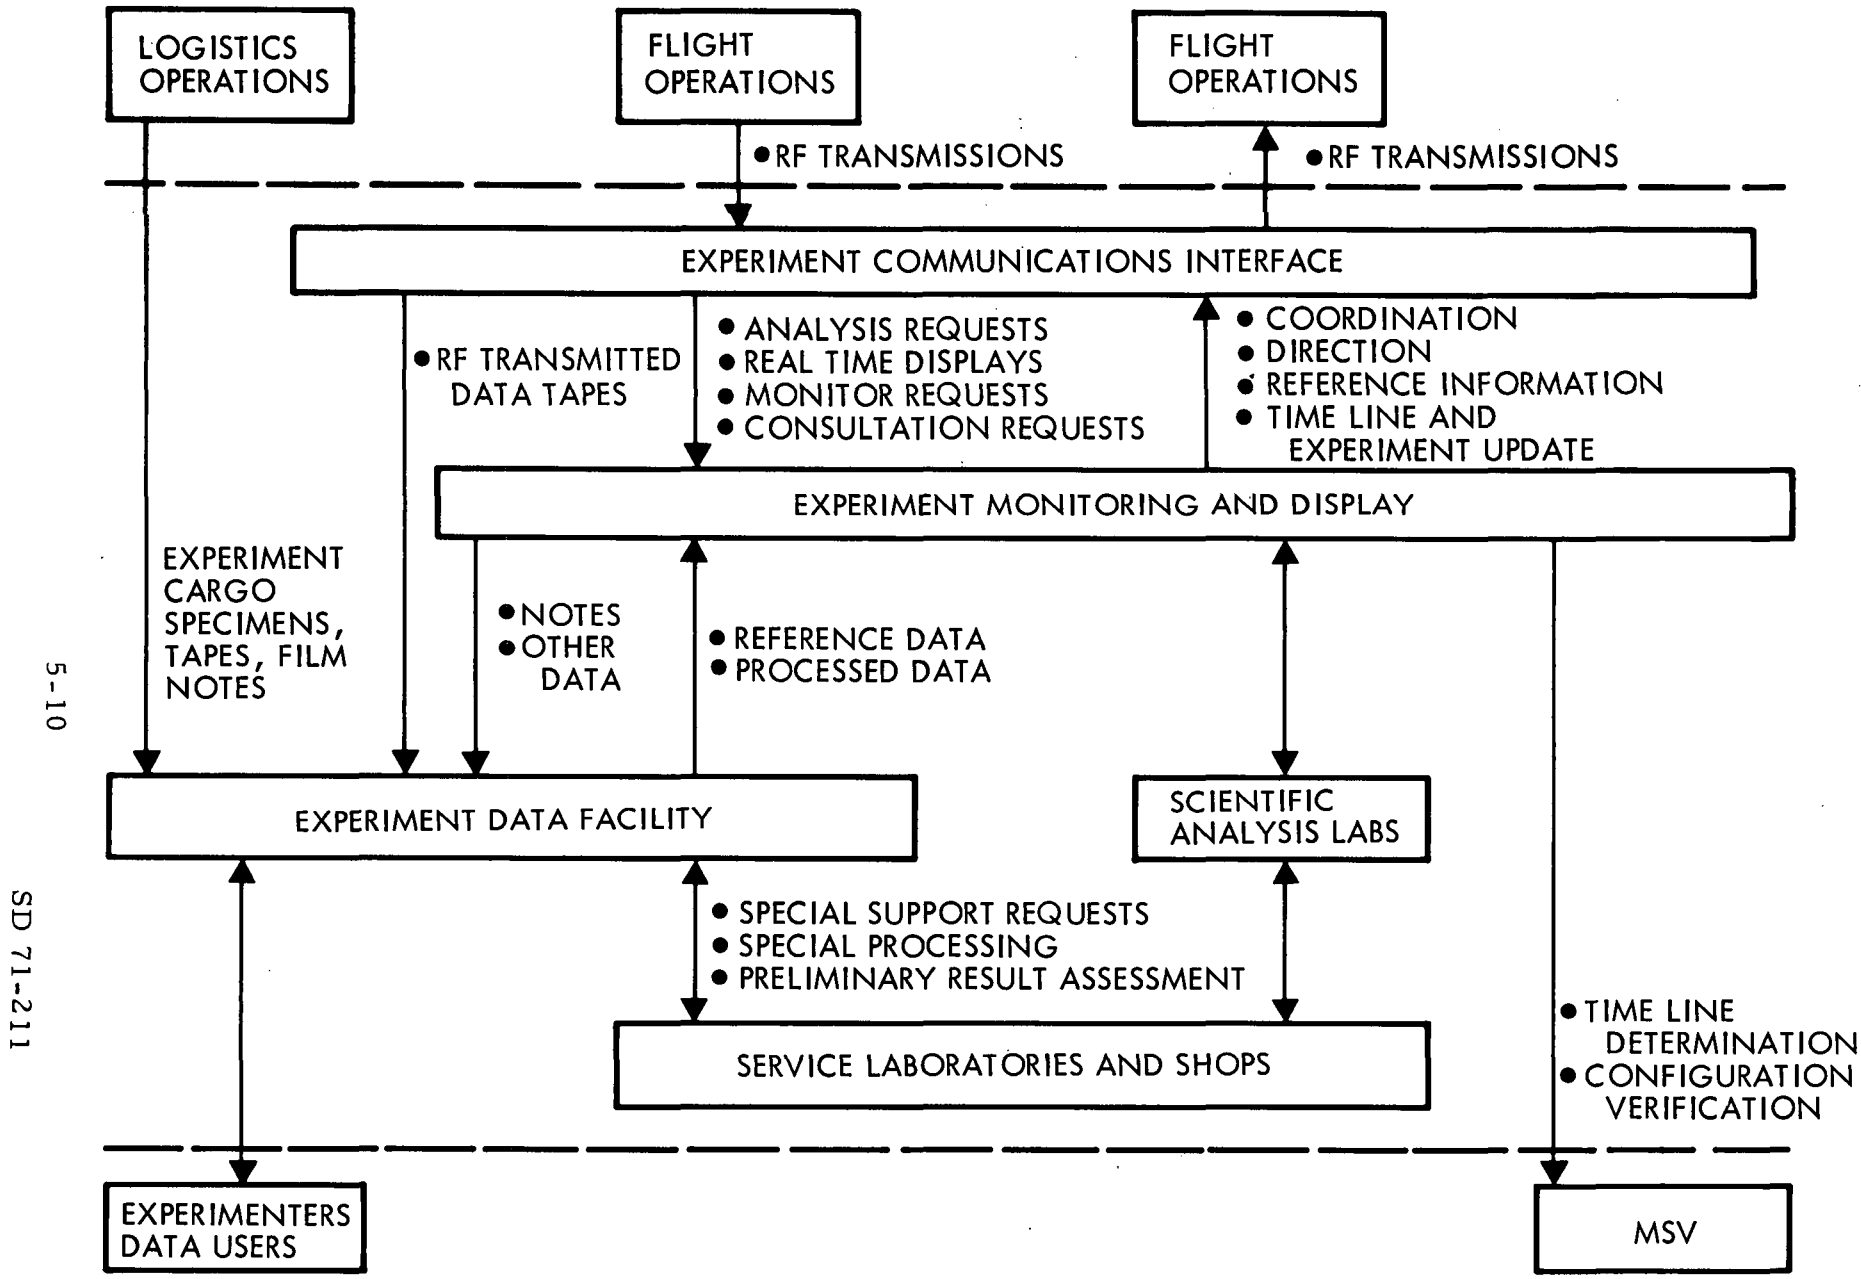 LOGISTICS
OPERATIONS
FLIGHT
OPERATIONS
FLIGHT
OPERATIONS
● RF TRANSMISSIONS
● RF TRANSMISSIONS
EXPERIMENT COMMUNICATIONS INTERFACE
● RF TRANSMITTED
DATA TAPES
● ANALYSIS REQUESTS
● REAL TIME DISPLAYS
● MONITOR REQUESTS
● CONSULTATION REQUESTS
● COORDINATION
● DIRECTION
● REFERENCE INFORMATION
● TIME LINE AND
EXPERIMENT UPDATE
EXPERIMENT MONITORING AND DISPLAY
EXPERIMENT
CARGO
SPECIMENS,
TAPES, FILM
NOTES
● NOTES
● OTHER
DATA
● REFERENCE DATA
● PROCESSED DATA
EXPERIMENT DATA FACILITY
SCIENTIFIC
ANALYSIS LABS
● SPECIAL SUPPORT REQUESTS
● SPECIAL PROCESSING
● PRELIMINARY RESULT ASSESSMENT
SERVICE LABORATORIES AND SHOPS
● TIME LINE
DETERMINATION
● CONFIGURATION
VERIFICATION
EXPERIMENTERS
DATA USERS
MSV
5-10
SD 71-211